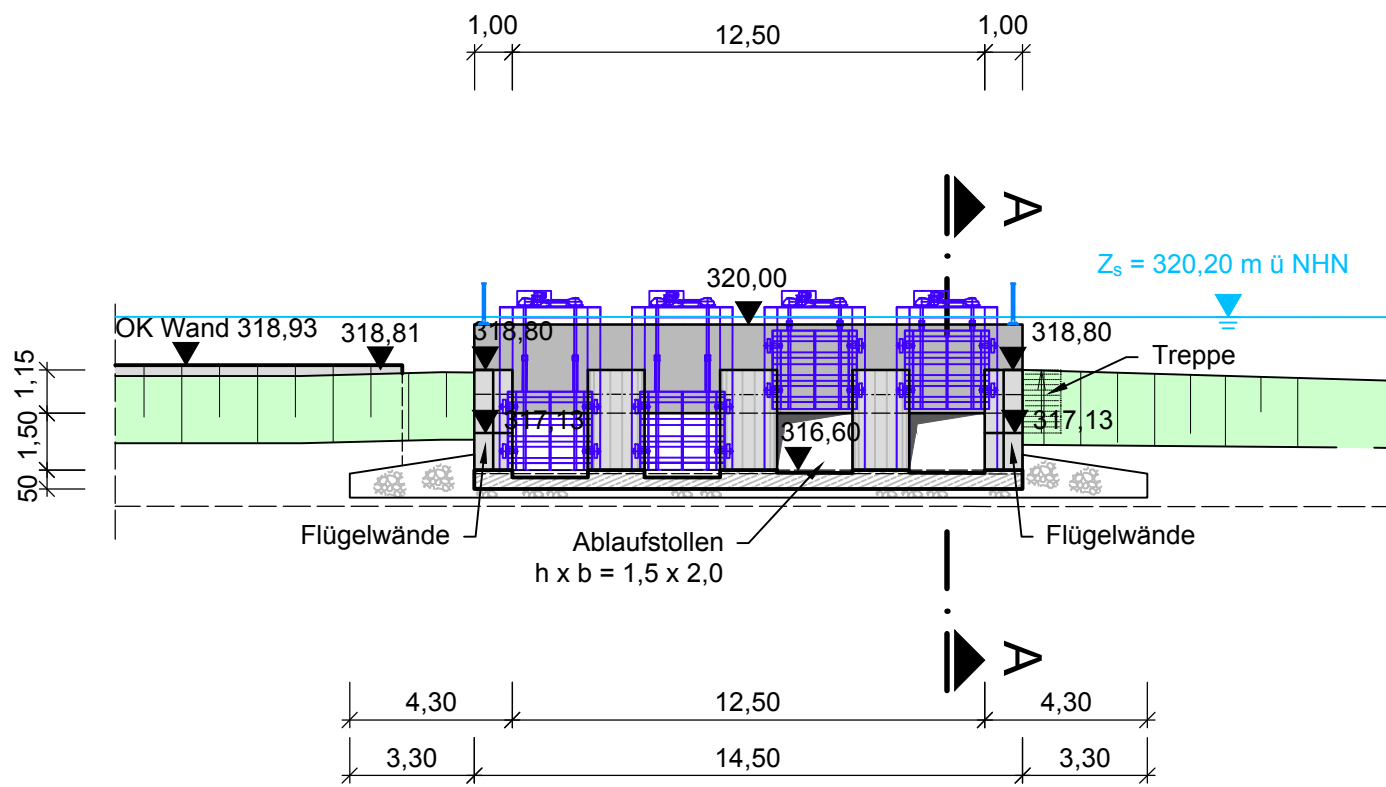 1,00
12,50
1,00
A
Zₛ = 320,20 m ü NHN
320,00
OK Wand 318,93
318,81
318,80
318,80
Treppe
1,15
1,50
50
317,13
316,60
317,13
Flügelwände
Ablaufstollen
h x b = 1,5 x 2,0
Flügelwände
A
4,30
12,50
4,30
3,30
14,50
3,30